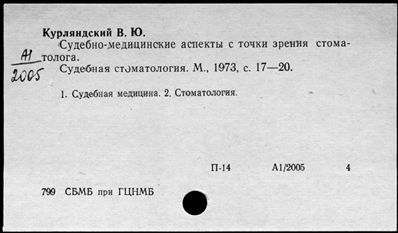 Курляндский В. Ю.
Судебно-медицинские аспекты с точки зрения стома-
толога.
А1
2005
Судебная стоматология. М., 1973, с. 17—20.
1. Судебная медицина. 2. Стоматология.
П-14 А1/2005 4
799 СБМБ при ГЦНМБ